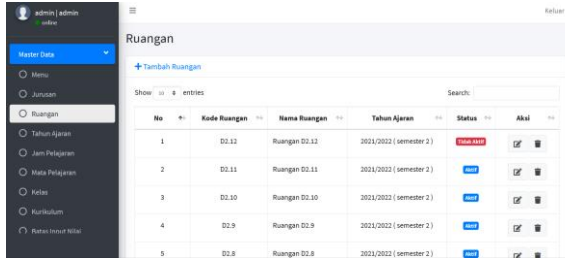 admin | admin
online
Keluar
Master Data
Menu
Jurusan
Ruangan
Tahun Ajaran
Jam Pelajaran
Mata Pelajaran
Kelas
Kurikulum
Batas Input Nilai
Ruangan
+ Tambah Ruangan
Show 10 entries
Search:
No Kode Ruangan Nama Ruangan Tahun Ajaran Status Aksi
1 D2.12 Ruangan D2.12 2021/2022 ( semester 2 ) Tidak Aktif
2 D2.11 Ruangan D2.11 2021/2022 ( semester 2 ) Aktif
3 D2.10 Ruangan D2.10 2021/2022 ( semester 2 ) Aktif
4 D2.9 Ruangan D2.9 2021/2022 ( semester 2 ) Aktif
5 D2.8 Ruangan D2.8 2021/2022 ( semester 2 ) Aktif